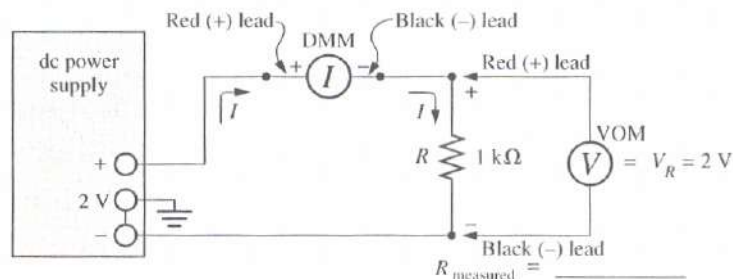 Red (+) lead
DMM
Black (–) lead
dc power
supply
+ I –
Red (+) lead
I
I
+
+
VOM
R
1 kΩ
V = V_R = 2 V
2 V
–
–
Black (–) lead
R_measured = ________